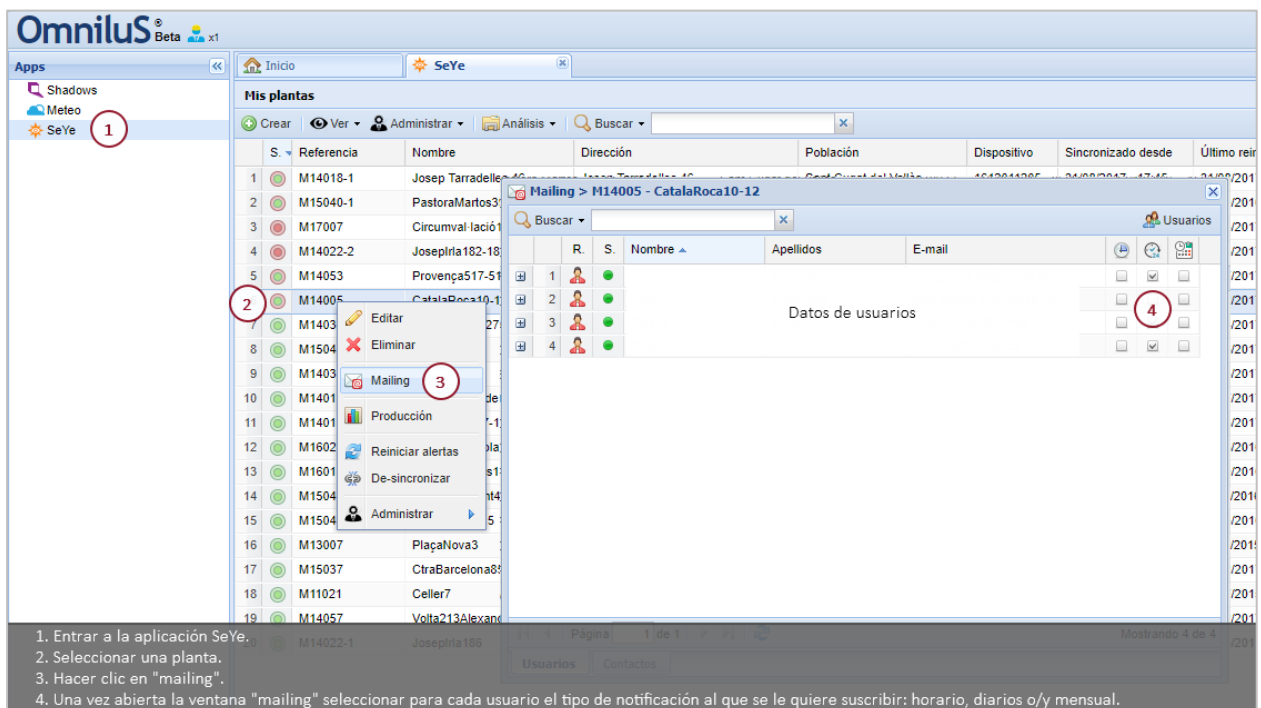 OmniluS® Beta x1
Apps
Shadows
Meteo
SeYe
1
Inicio
SeYe
Mis plantas
Crear Ver Administrar Análisis Buscar
S. Referencia Nombre Dirección Población Dispositivo Sincronizado desde
1 M14018-1
2 M15040-1
3 M17007
4 M14022-2 JosepIrla182-18
5 M14053 Provença517-51
2
M14005 CatalaRoca10-1
7 M1403
8 M1504
9 M1403
10 M1401
11 M1401
12 M1602
13 M1601
14 M1504
15 M1504
16 M13007 PlaçaNova3
17 M15037
18 M11021 Celler7
19 M14057 Volta213Alexand
20 M14022-1 JosepIrla186
Editar
Eliminar
Mailing
3
Producción
Reiniciar alertas
De-sincronizar
Administrar
Mailing > M14005 - CatalaRoca10-12
Buscar
Usuarios
R. S. Nombre Apellidos E-mail
1
2
3
4
Datos de usuarios
4
Página 1 de 1
Mostrando 4 de 4
Usuarios Contactos
1. Entrar a la aplicación SeYe.
2. Seleccionar una planta.
3. Hacer clic en "mailing".
4. Una vez abierta la ventana "mailing" seleccionar para cada usuario el tipo de notificación al que se le quiere suscribir: horario, diarios o/y mensual.